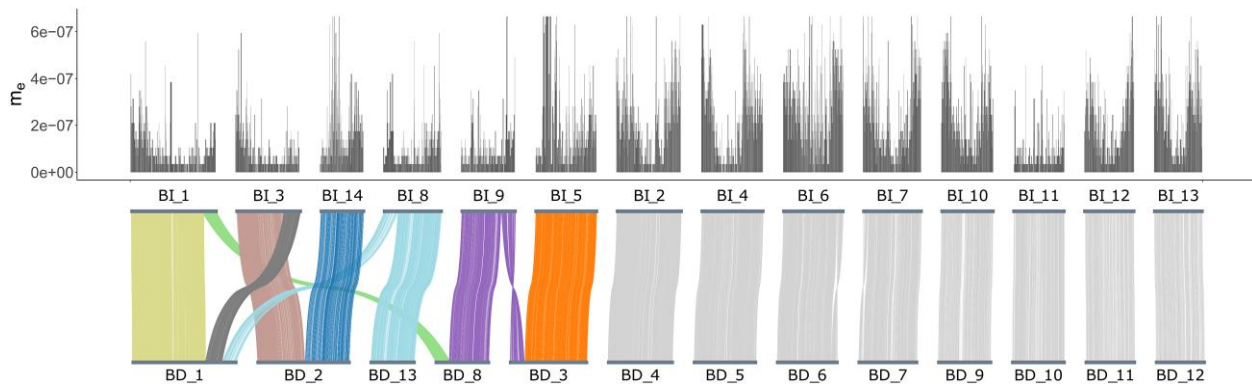 6e−07
4e−07
2e−07
0e+00
me
BI_1 BI_3 BI_14 BI_8 BI_9 BI_5 BI_2 BI_4 BI_6 BI_7 BI_10 BI_11 BI_12 BI_13
BD_1 BD_2 BD_13 BD_8 BD_3 BD_4 BD_5 BD_6 BD_7 BD_9 BD_10 BD_11 BD_12